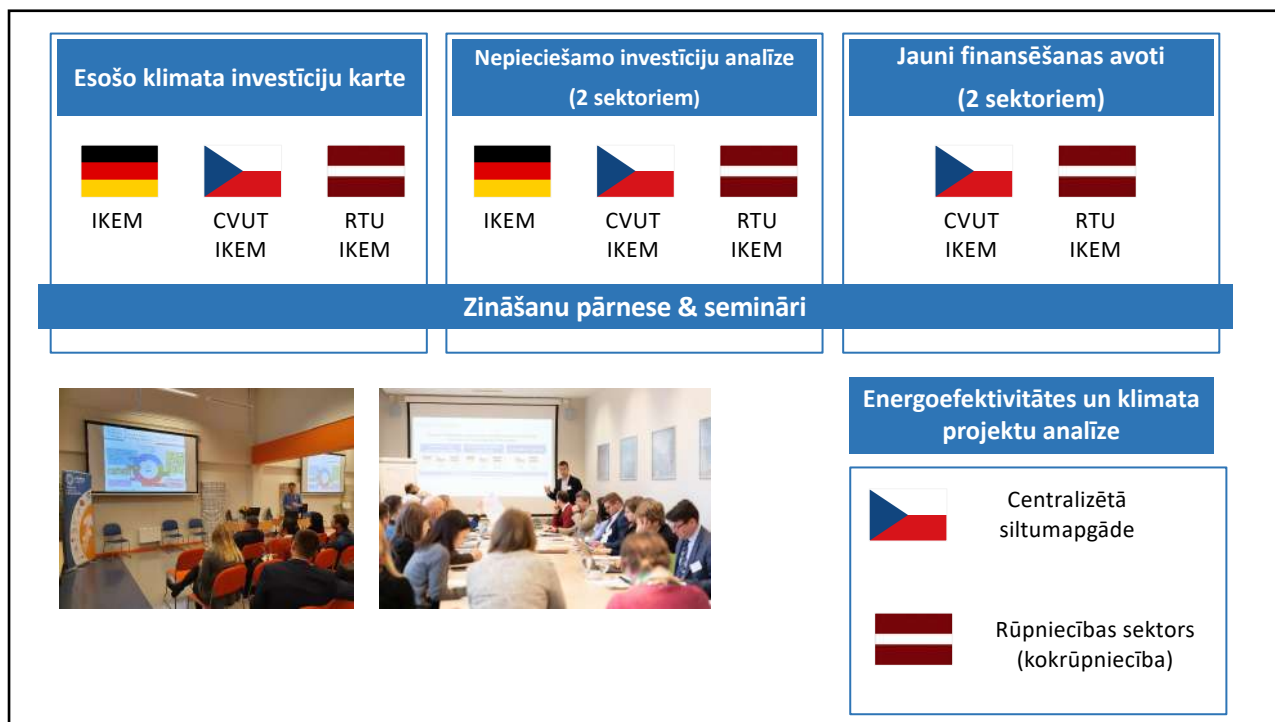 Esošo klimata investīciju karte
IKEM
CVUT
IKEM
RTU
IKEM
Nepieciešamo investīciju analīze
(2 sektoriem)
IKEM
CVUT
IKEM
RTU
IKEM
Jauni finansēšanas avoti
(2 sektoriem)
CVUT
IKEM
RTU
IKEM
Zināšanu pārnese & semināri
Energoefektivitātes un klimata
projektu analīze
Centralizētā
siltumapgāde
Rūpniecības sektors
(kokrūpniecība)